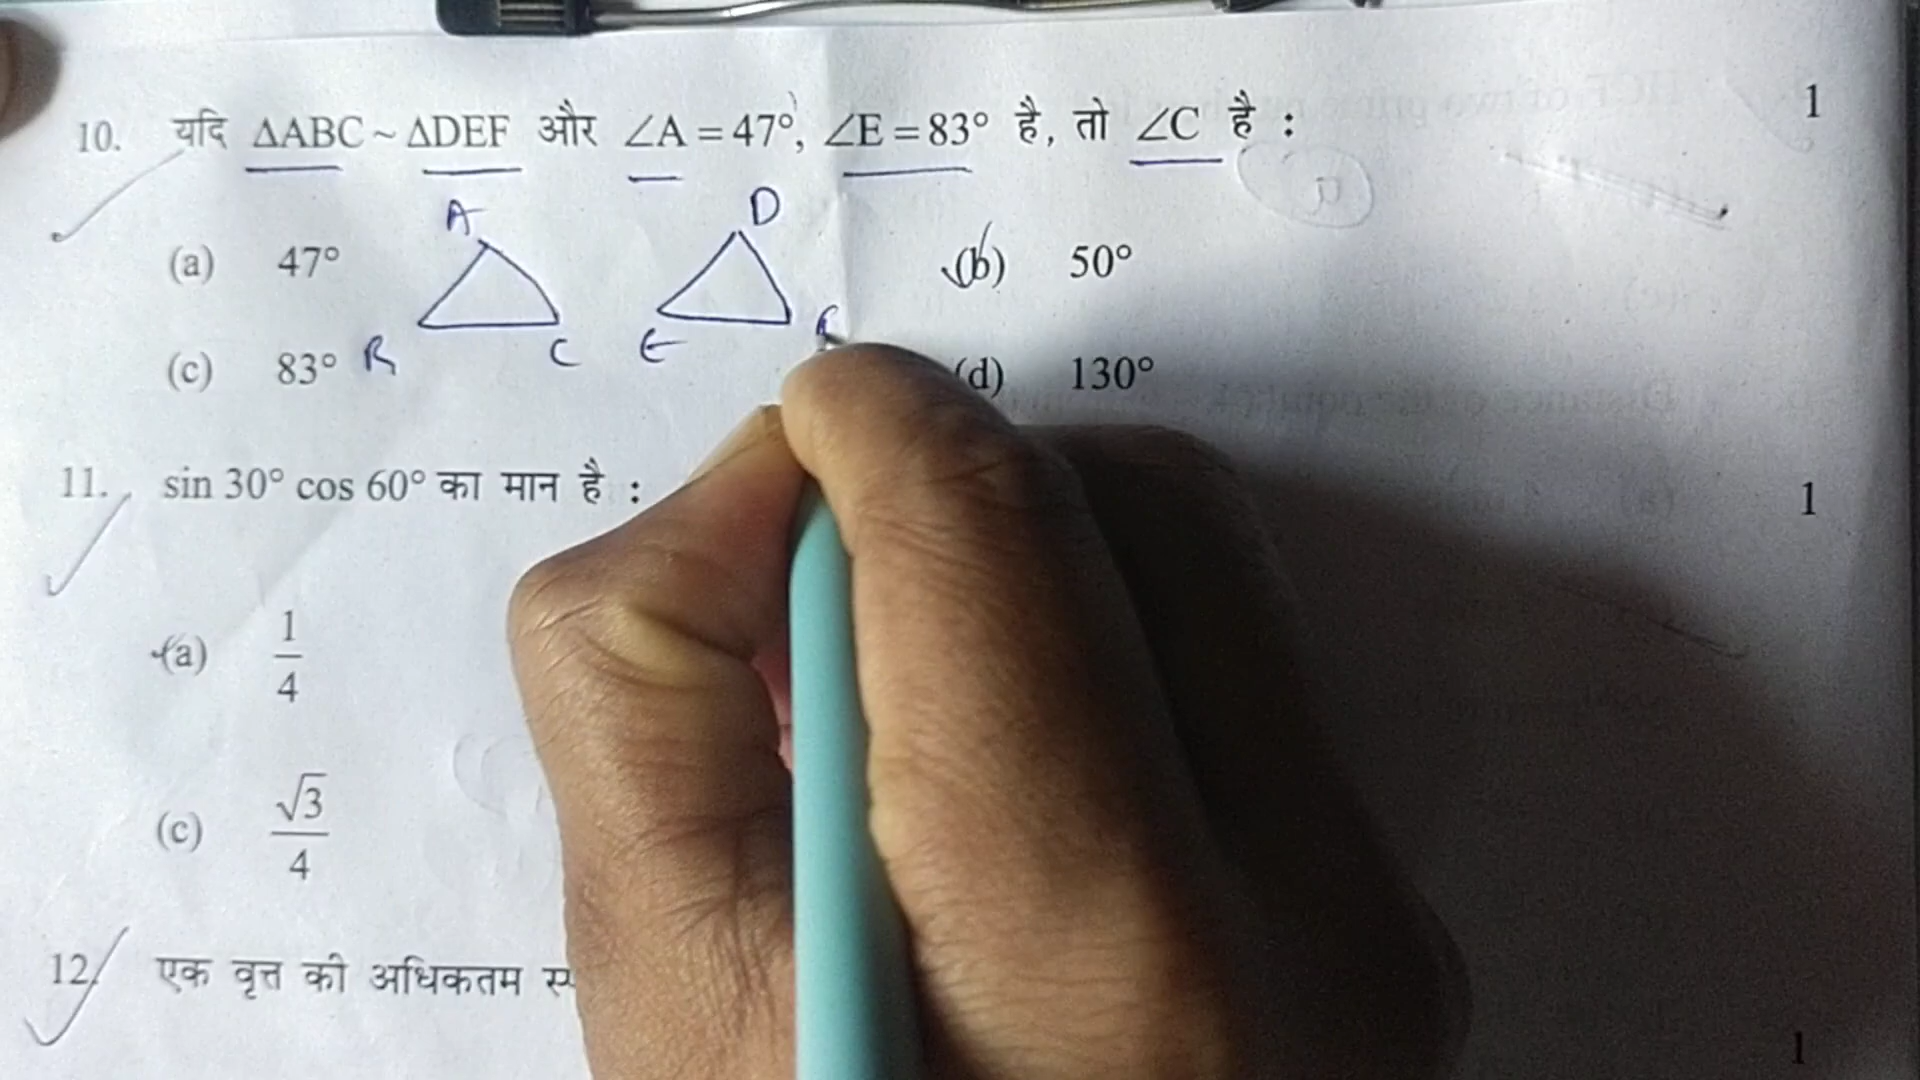 10. यदि ΔABC ~ ΔDEF और ∠A = 47°, ∠E = 83° है, तो ∠C है : 1
A D
(a) 47° (b) 50°
E C
(c) 83° (d) 130°
11. sin 30° cos 60° का मान है : 1
(a) 1/4
(c) √3/4
12. एक वृत्त की अधिकतम
1